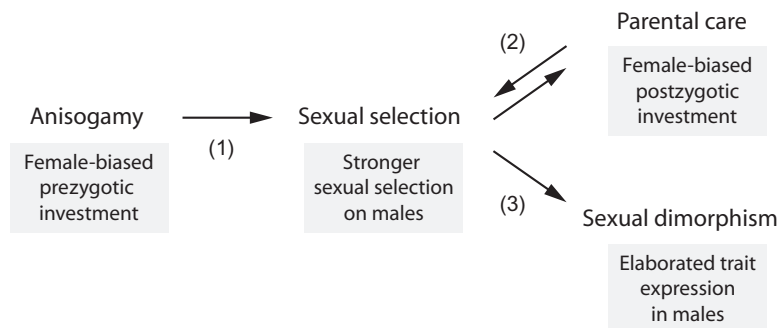 Anisogamy
Female-biased
prezygotic
investment
(1)
Sexual selection
Stronger
sexual selection
on males
(2)
Parental care
Female-biased
postzygotic
investment
(3)
Sexual dimorphism
Elaborated trait
expression
in males